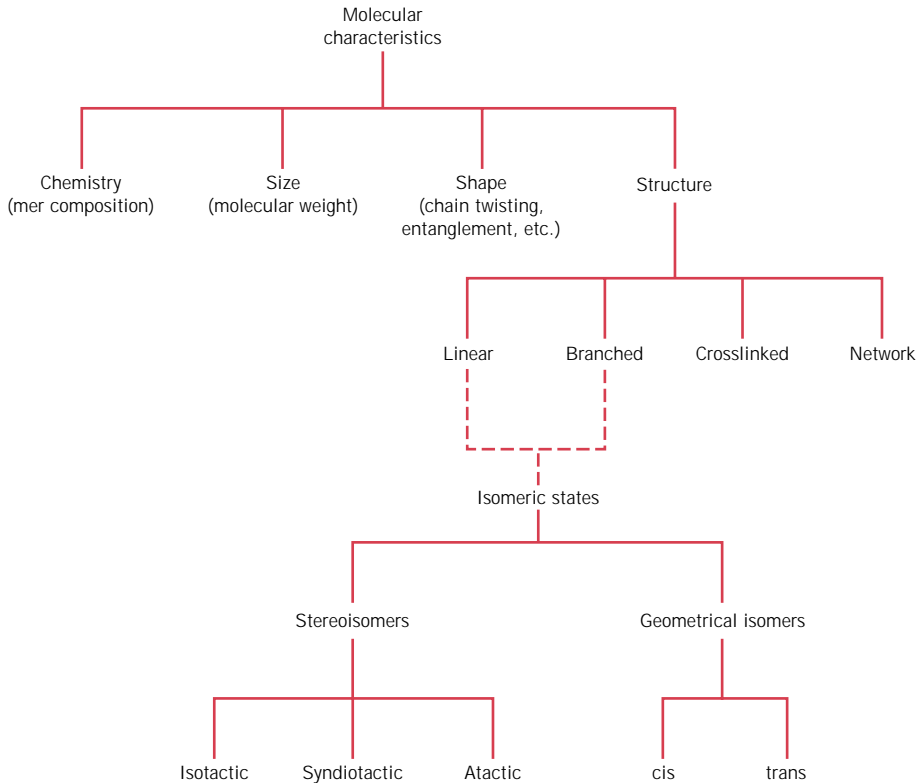 Molecular
characteristics
Chemistry
(mer composition)
Size
(molecular weight)
Shape
(chain twisting,
entanglement, etc.)
Structure
Linear
Branched
Crosslinked
Network
Isomeric states
Stereoisomers
Geometrical isomers
Isotactic
Syndiotactic
Atactic
cis
trans